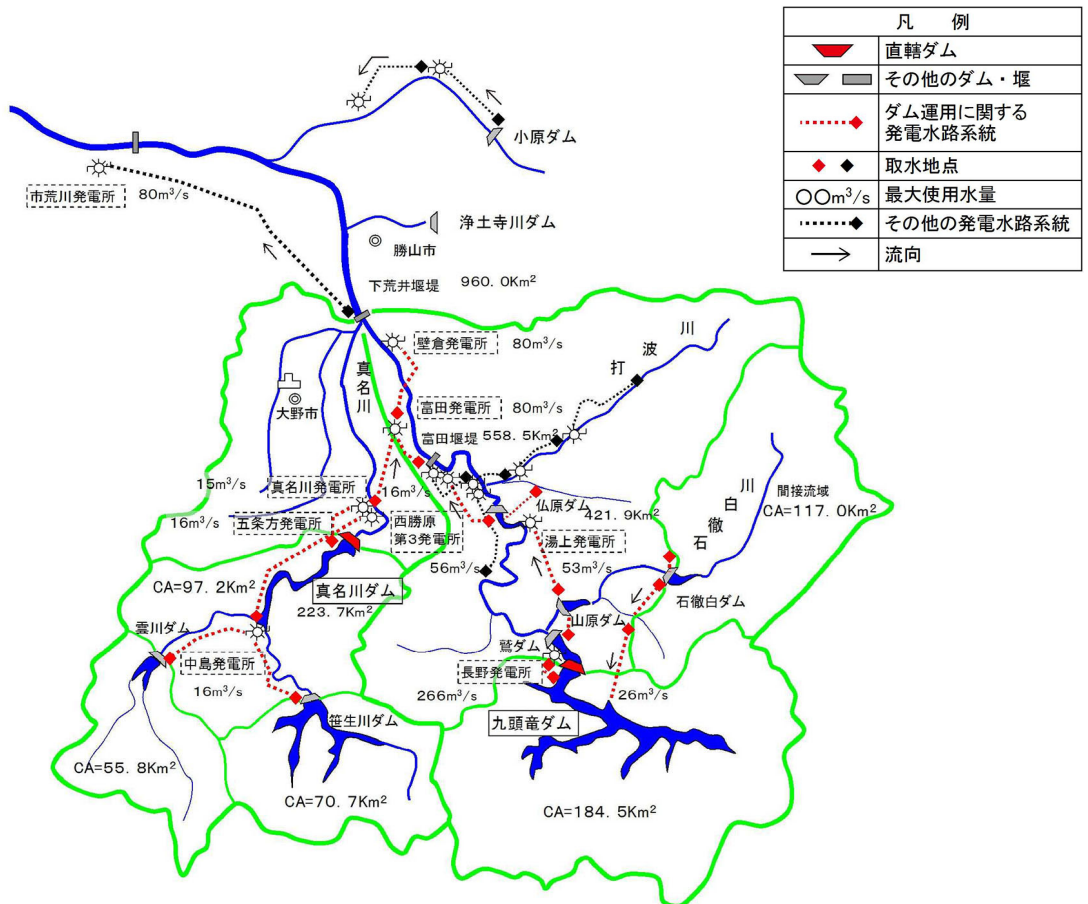 凡 例
直轄ダム
その他のダム・堰
ダム運用に関する
発電水路系統
取水地点
○○m³/s 最大使用水量
その他の発電水路系統
流向
小原ダム
市荒川発電所
80m³/s
浄土寺川ダム
勝山市
下荒井堰堤
960.0Km²
壁倉発電所
80m³/s
打波川
真名川
大野市
富田発電所
80m³/s
富田堰堤
558.5Km²
15m³/s
真名川発電所
16m³/s
16m³/s
五条方発電所
西勝原
第3発電所
56m³/s
仏原ダム
421.9Km²
湯上発電所
53m³/s
石徹白川
間接流域
CA=117.0Km²
石徹白ダム
CA=97.2Km²
真名川ダム
223.7Km²
雲川ダム
中島発電所
16m³/s
笹生川ダム
山原ダム
鷲ダム
長野発電所
266m³/s
26m³/s
九頭竜ダム
CA=55.8Km²
CA=70.7Km²
CA=184.5Km²